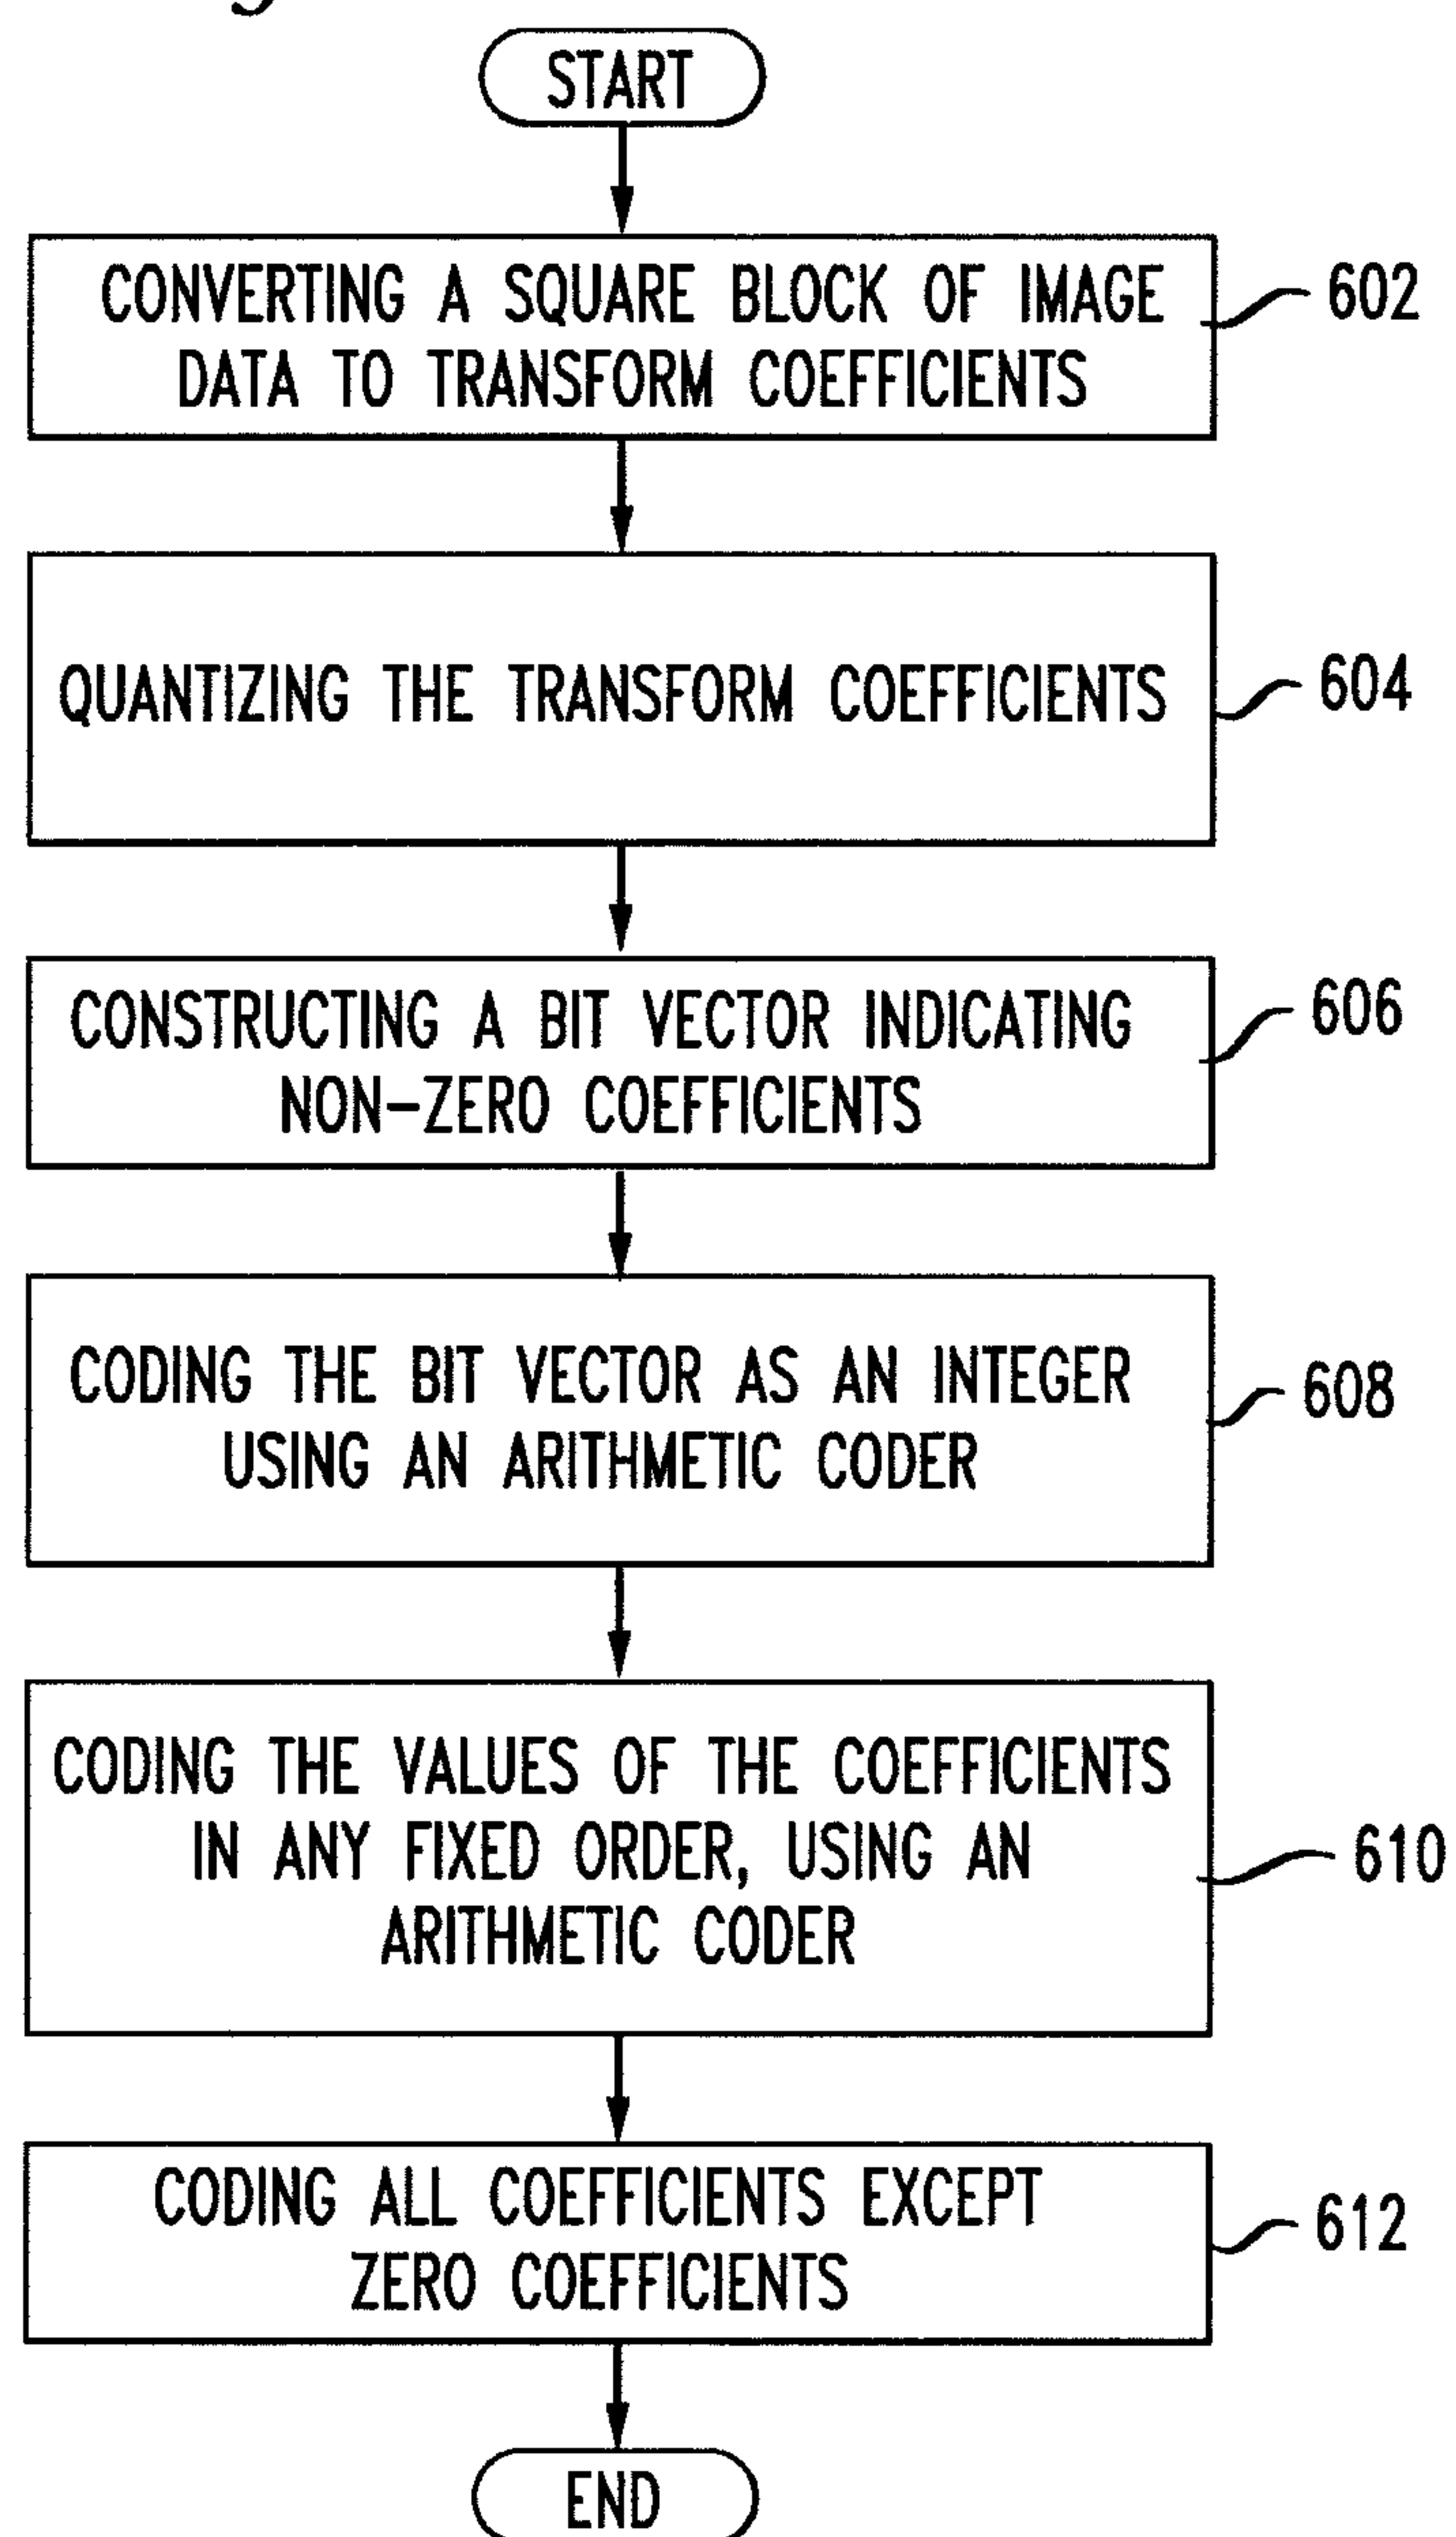 START
CONVERTING A SQUARE BLOCK OF IMAGE
DATA TO TRANSFORM COEFFICIENTS
602
QUANTIZING THE TRANSFORM COEFFICIENTS
604
CONSTRUCTING A BIT VECTOR INDICATING
NON-ZERO COEFFICIENTS
606
CODING THE BIT VECTOR AS AN INTEGER
USING AN ARITHMETIC CODER
608
CODING THE VALUES OF THE COEFFICIENTS
IN ANY FIXED ORDER, USING AN
ARITHMETIC CODER
610
CODING ALL COEFFICIENTS EXCEPT
ZERO COEFFICIENTS
612
END